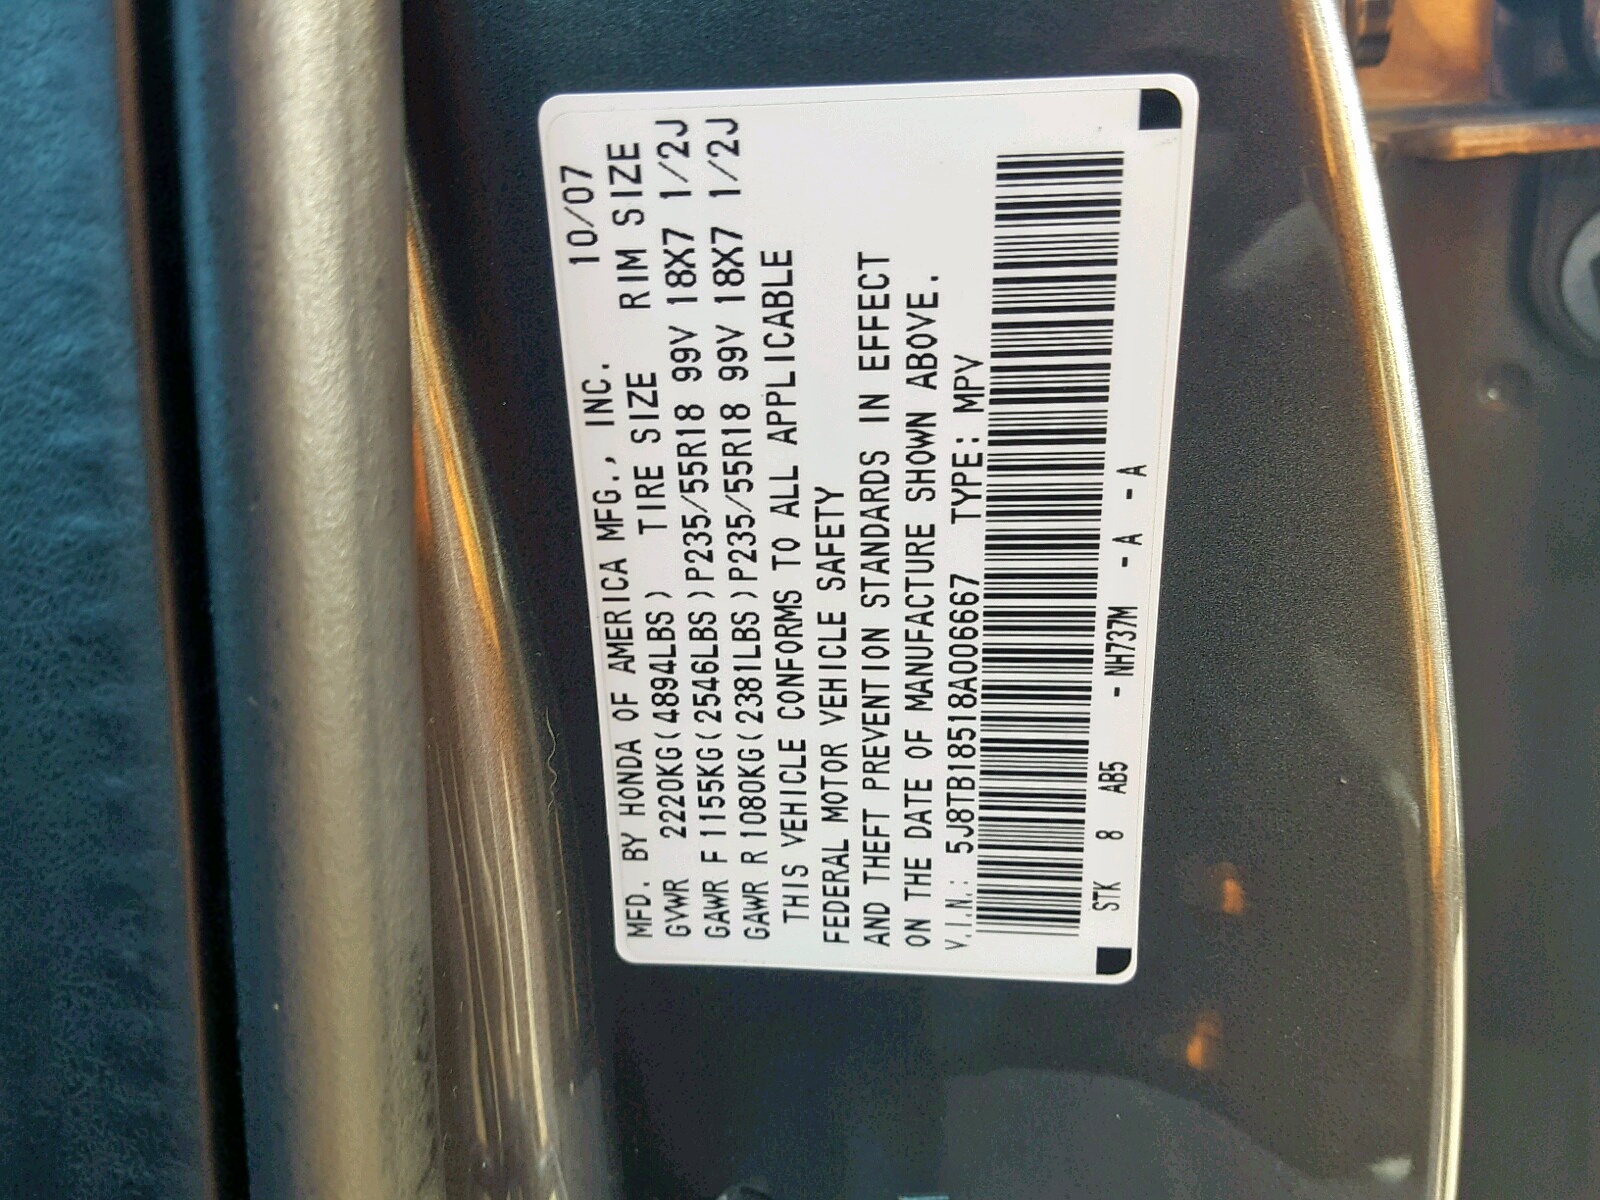 MFD. BY HONDA OF AMERICA MFG., INC. 10/07
GVWR 2220KG(4894LBS) TIRE SIZE RIM SIZE
GAWR F 1155KG(2546LBS)P235/55R18 99V 18X7 1/2J
GAWR R 1080KG(2381LBS)P235/55R18 99V 18X7 1/2J
THIS VEHICLE CONFORMS TO ALL APPLICABLE
FEDERAL MOTOR VEHICLE SAFETY
AND THEFT PREVENTION STANDARDS IN EFFECT
ON THE DATE OF MANUFACTURE SHOWN ABOVE.
V.I.N.: 5J8TB18518A006667 TYPE: MPV
STK 8 AB5 - NH737M - A - A